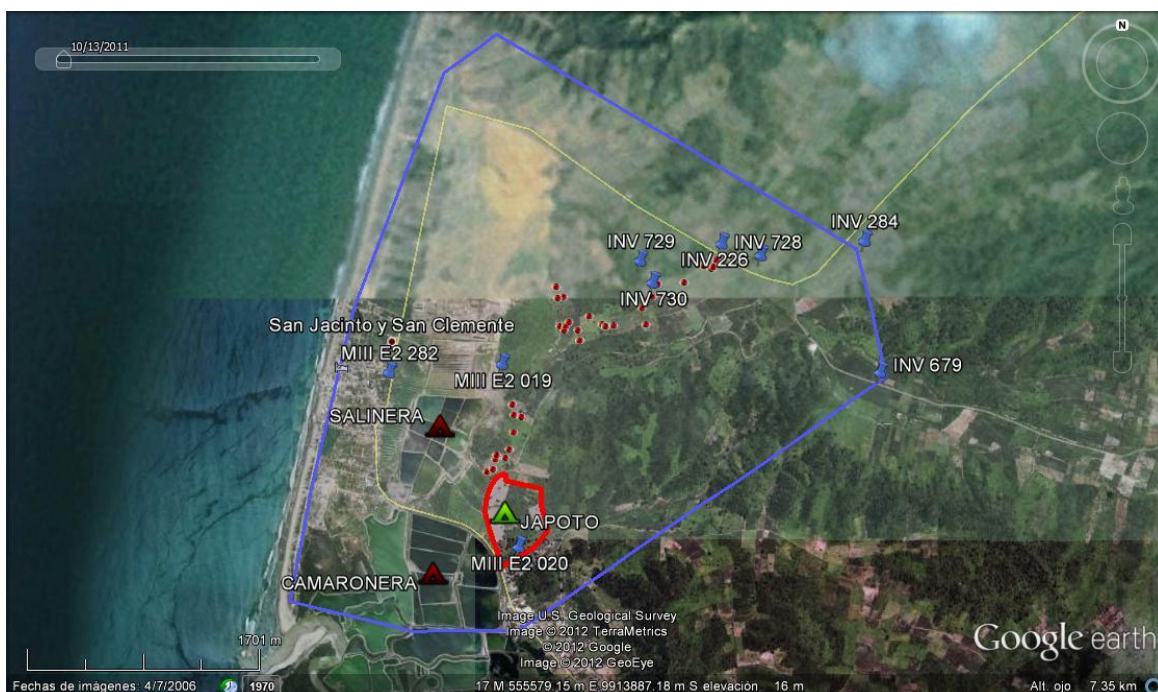 10/13/2011
N
INV 284
INV 729
INV 728
INV 226
INV 730
San Jacinto y San Clemente
MIII E2 282
MIII E2 019
INV 679
SALINERA
JAPOTO
MIII E2 020
CAMARONERA
Image U.S. Geological Survey
Image © 2012 TerraMetrics
© 2012 Google
Image © 2012 GeoEye
1701 m
Google earth
Fechas de imágenes: 4/7/2006 1970 17 M 555579.15 m E 9913887.18 m S elevación 16 m Alt. ojo 7.35 km